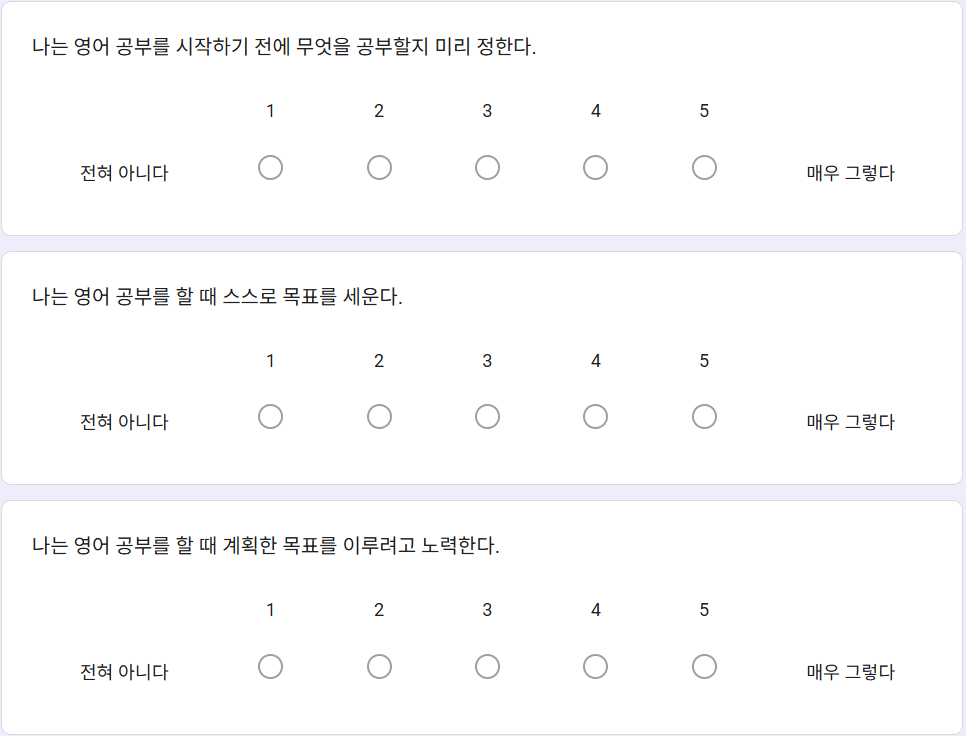 나는 영어 공부를 시작하기 전에 무엇을 공부할지 미리 정한다.
1 2 3 4 5
전혀 아니다 매우 그렇다
나는 영어 공부를 할 때 스스로 목표를 세운다.
1 2 3 4 5
전혀 아니다 매우 그렇다
나는 영어 공부를 할 때 계획한 목표를 이루려고 노력한다.
1 2 3 4 5
전혀 아니다 매우 그렇다